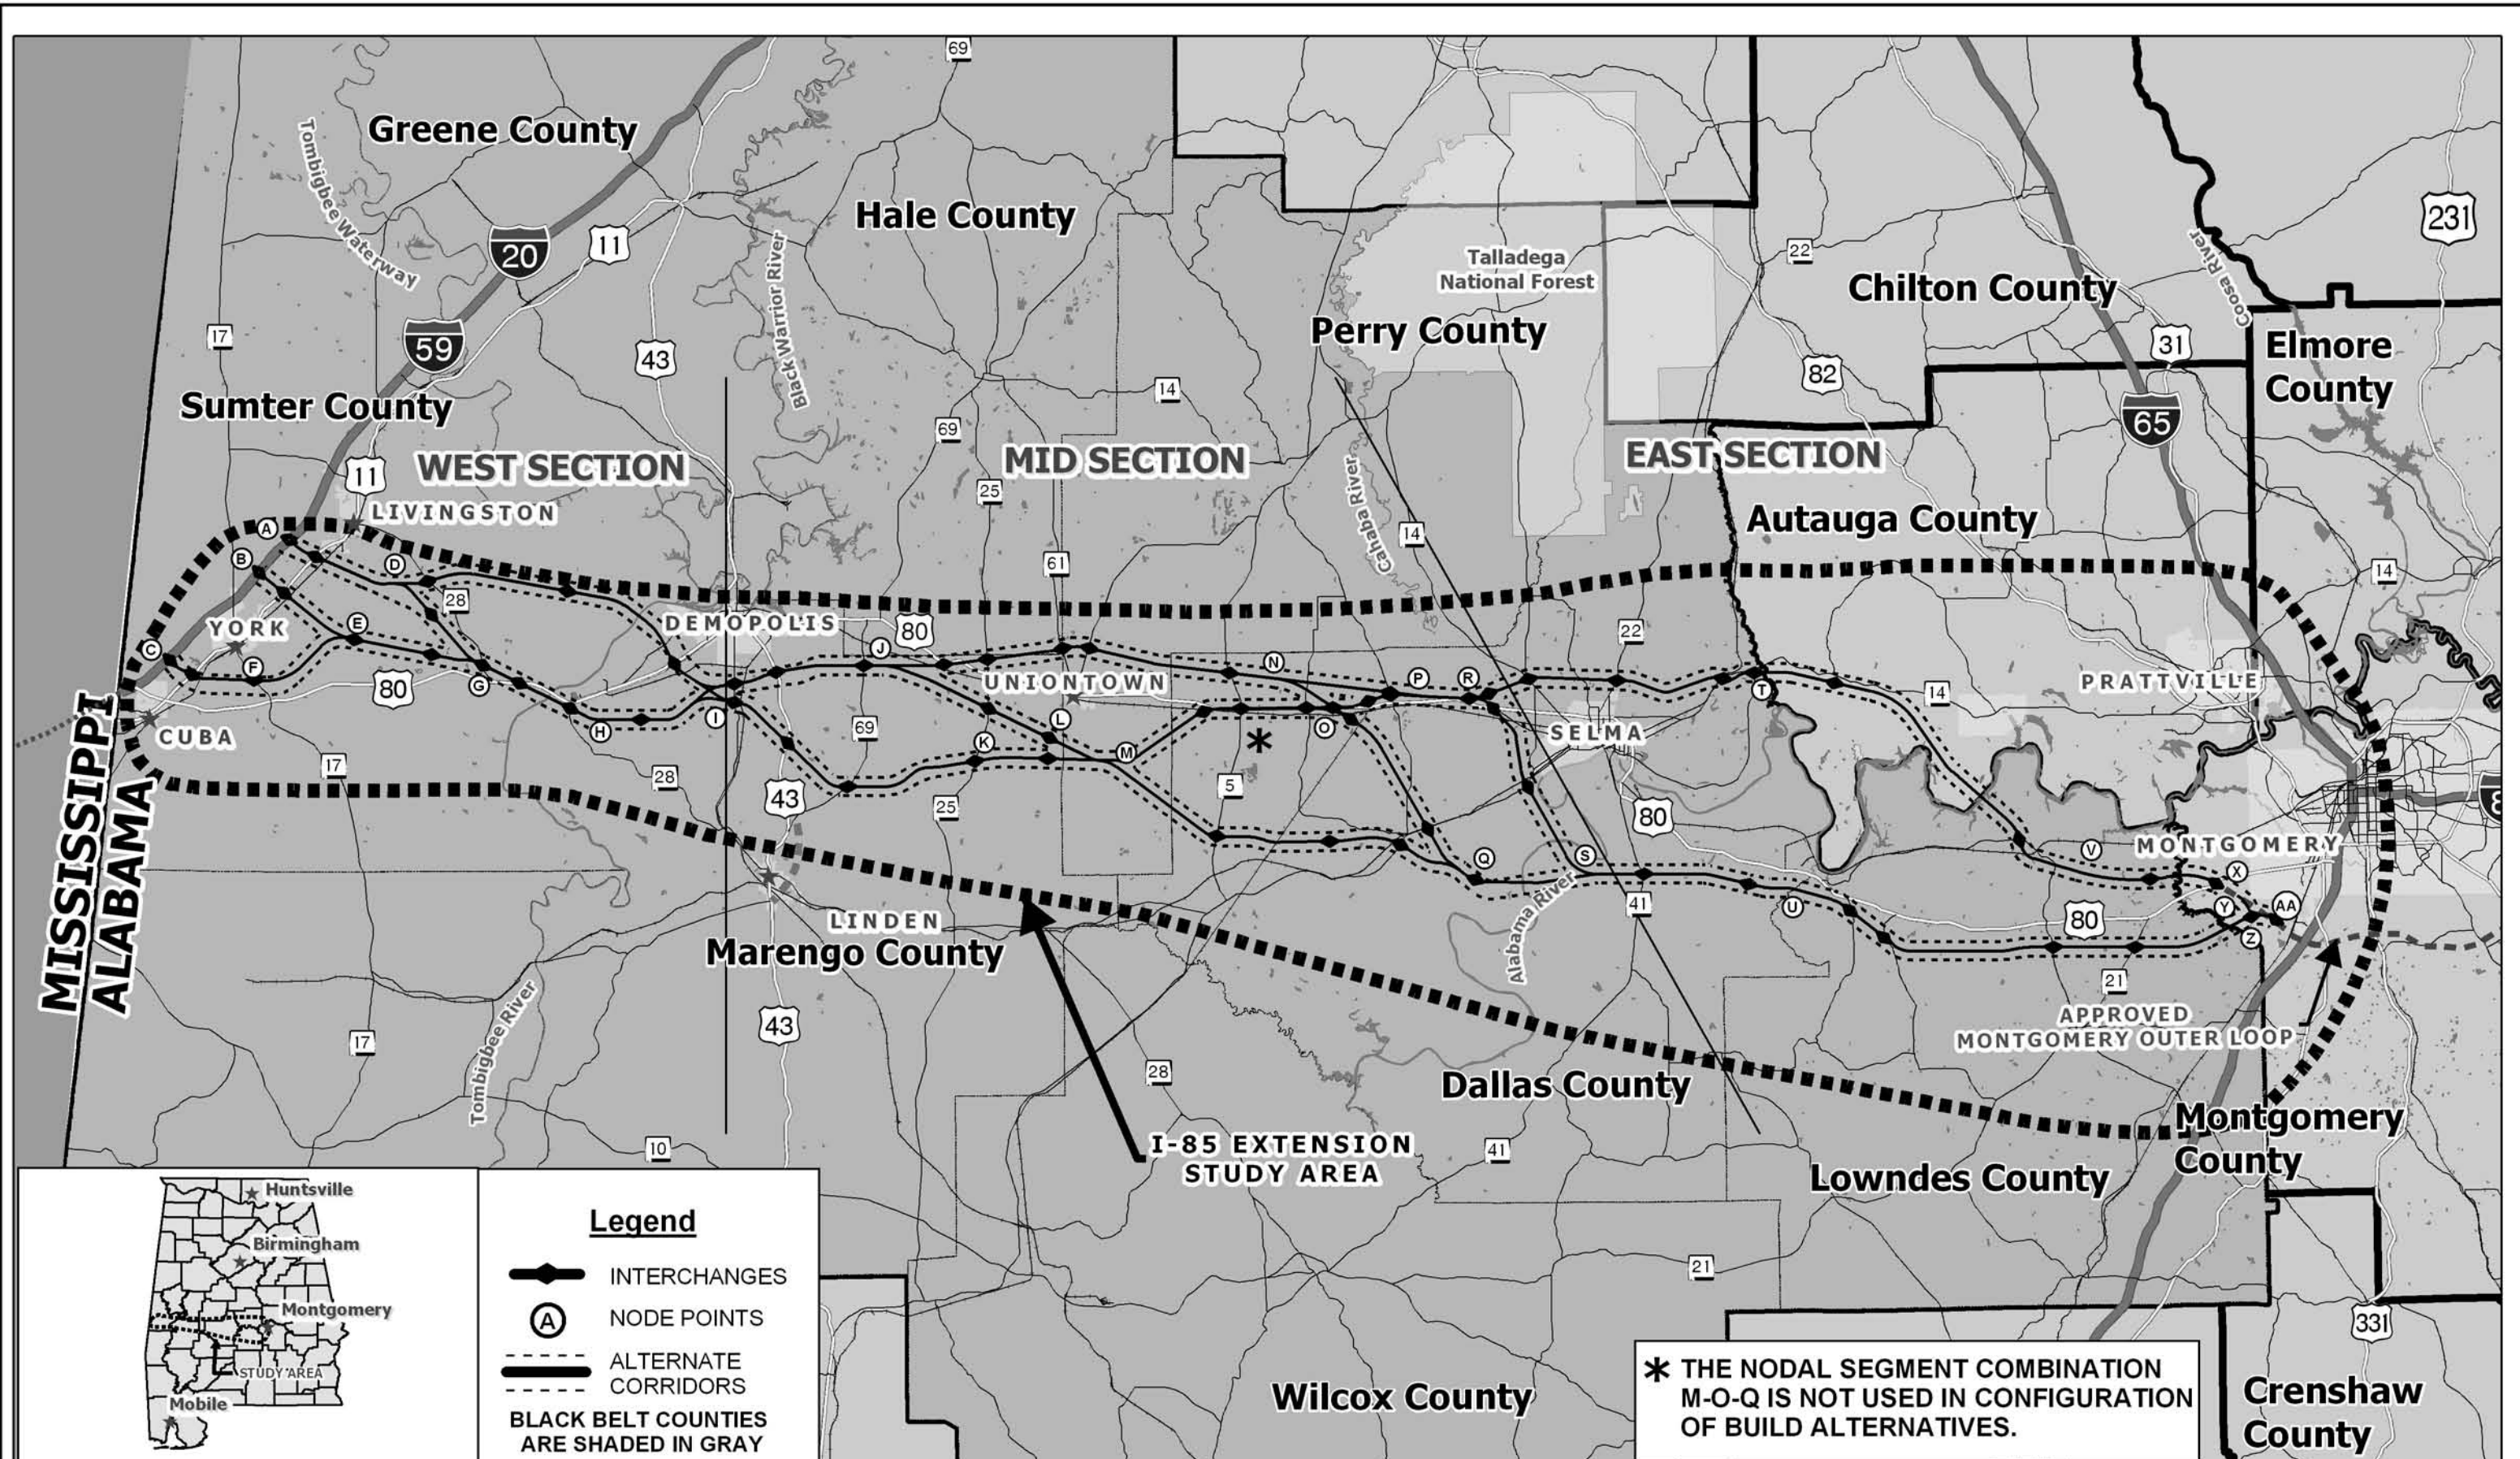 69
Greene County
Tombigbee Waterway
20
11
Hale County
Black Warrior River
231
22
Talladega
National Forest
Chilton County
Coosa River
17
59
43
Perry County
31
Elmore
County
82
14
65
Sumter County
69
WEST SECTION
MID SECTION
EAST SECTION
11
25
Cahaba River
LIVINGSTON
14
Autauga County
A
B
D
61
14
28
YORK
E
DEMOPOLIS
80
22
C
F
J
N
G
80
UNIONTOWN
P
R
T
14
PRATTVILLE
MISSISSIPPI
ALABAMA
CUBA
H
I
69
K
L
M
*
O
SELMA
17
28
43
25
5
80
8
Q
S
V
MONTGOMERY
X
LINDEN
Alabama River
41
U
80
Y
AA
Z
Marengo County
21
Tombigbee River
43
APPROVED
MONTGOMERY OUTER LOOP
17
28
Dallas County
Montgomery
County
10
I-85 EXTENSION
STUDY AREA
41
Lowndes County
21
331
Huntsville
Birmingham
Montgomery
STUDY AREA
Mobile
Legend
INTERCHANGES
A
NODE POINTS
ALTERNATE
CORRIDORS
BLACK BELT COUNTIES
ARE SHADED IN GRAY
Wilcox County
* THE NODAL SEGMENT COMBINATION
M-O-Q IS NOT USED IN CONFIGURATION
OF BUILD ALTERNATIVES.
Crenshaw
County